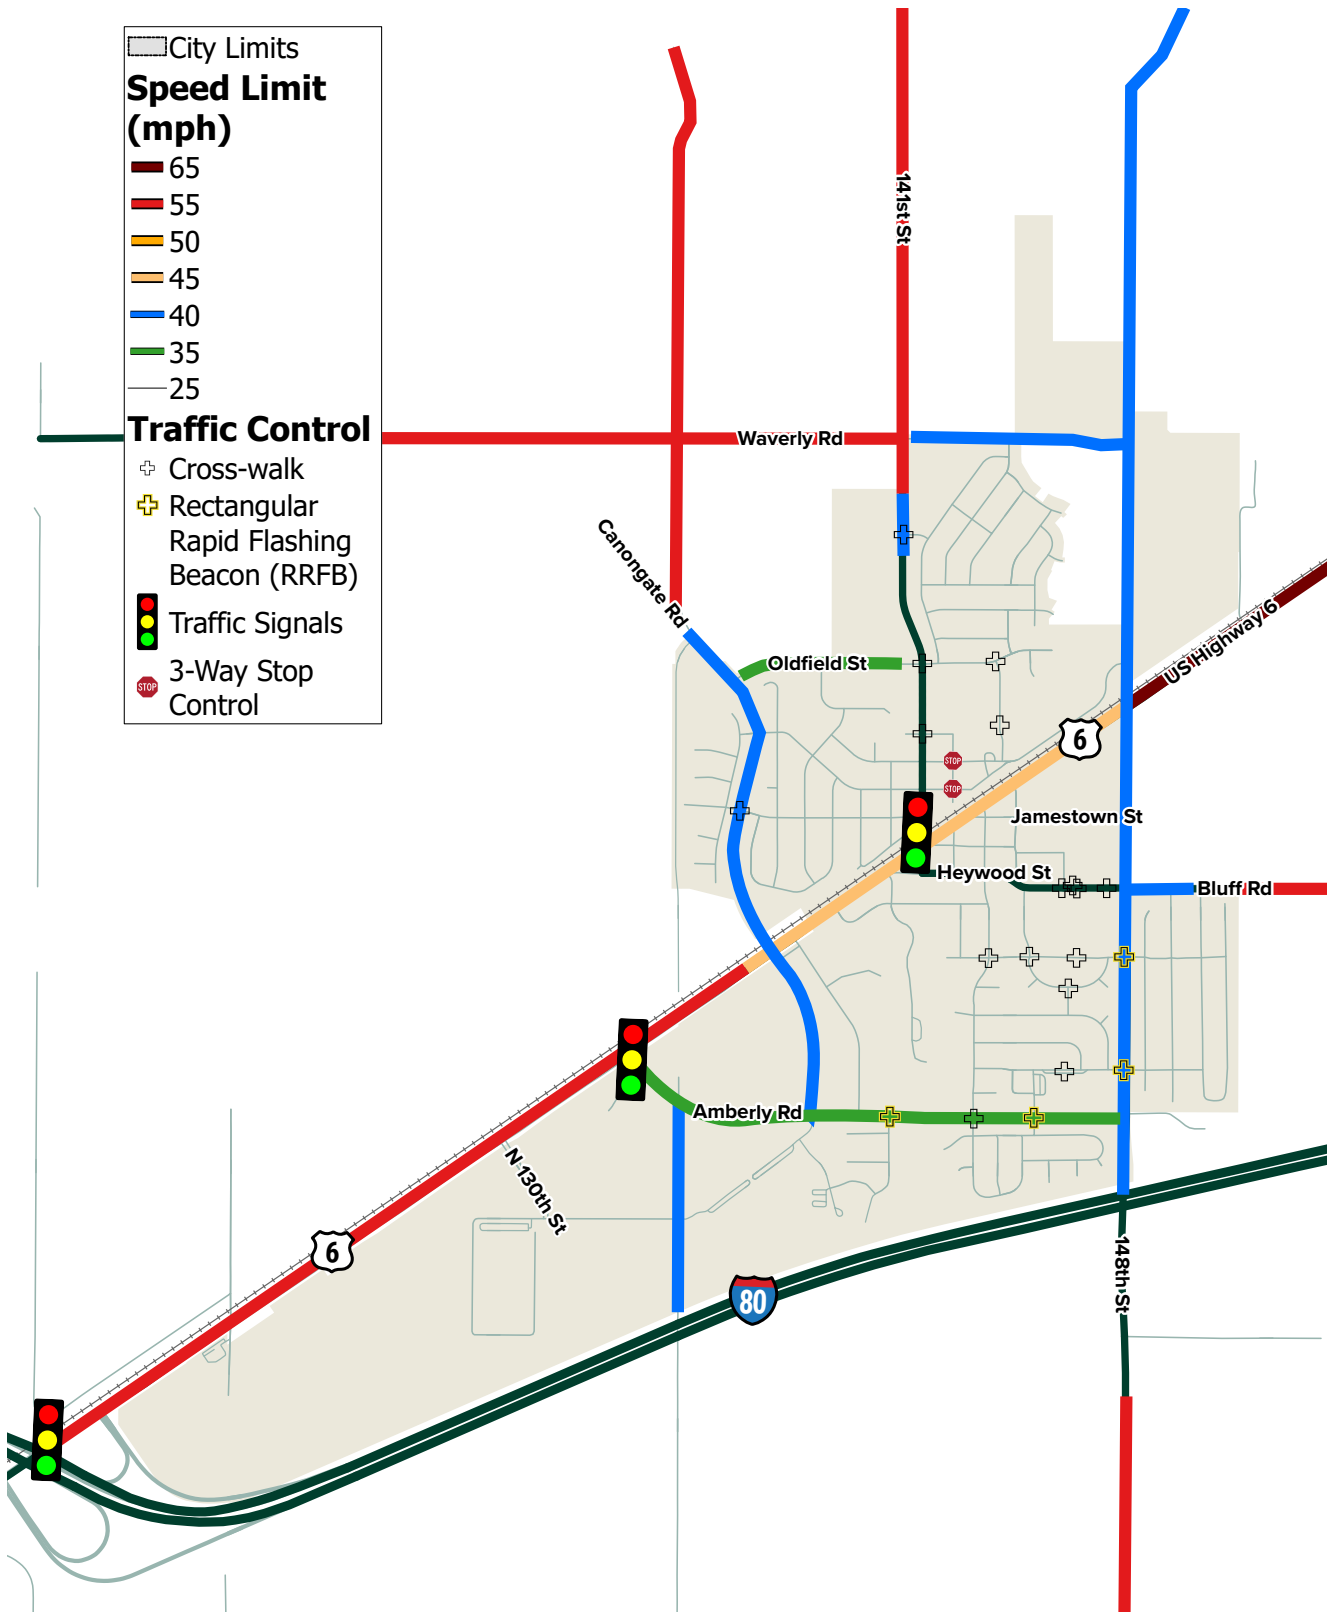 City Limits
Speed Limit
(mph)
65
55
50
45
40
35
25
Traffic Control
Cross-walk
Rectangular
Rapid Flashing
Beacon (RRFB)
Traffic Signals
STOP
3-Way Stop
Control
141st St
Waverly Rd
Canongate Rd
Oldfield St
US Highway 6
6
STOP
STOP
Jamestown St
Heywood St
Bluff Rd
Amberly Rd
N 130th St
6
148th St
80